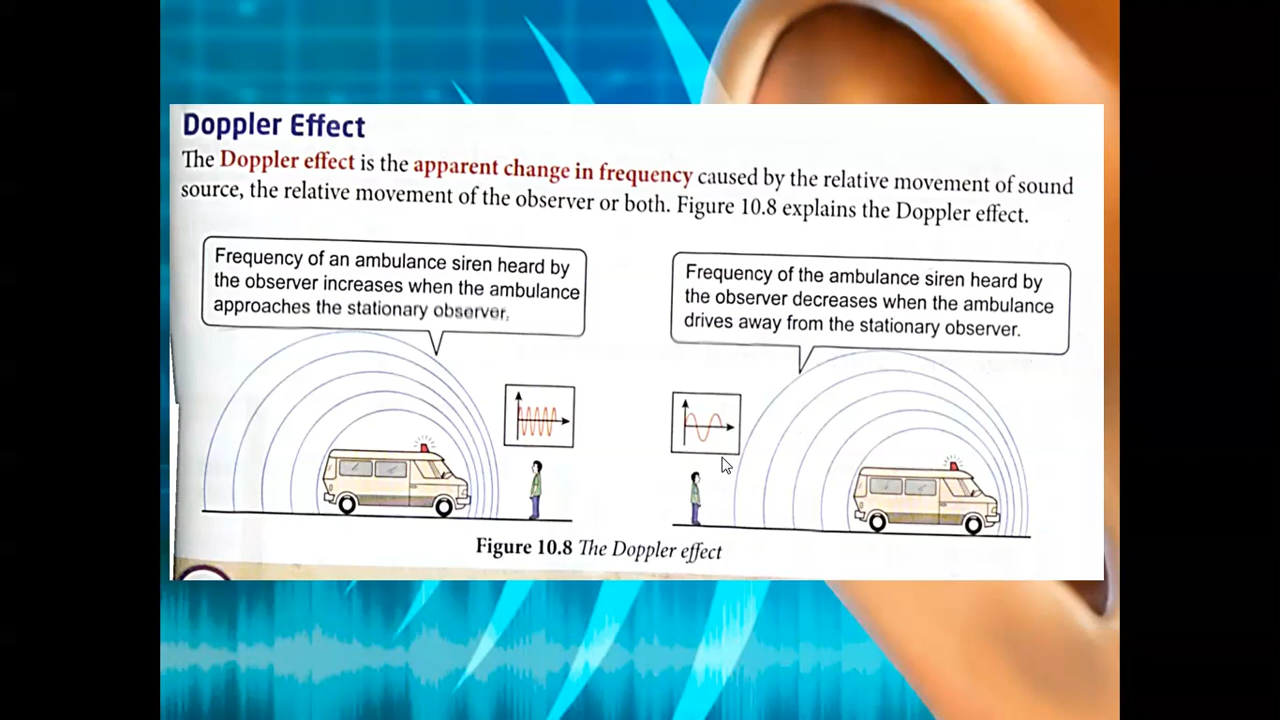 Doppler Effect
The Doppler effect is the apparent change in frequency caused by the relative movement of sound
source, the relative movement of the observer or both. Figure 10.8 explains the Doppler effect.
Frequency of an ambulance siren heard by
the observer increases when the ambulance
approaches the stationary observer.
Frequency of the ambulance siren heard by
the observer decreases when the ambulance
drives away from the stationary observer.
Figure 10.8 The Doppler effect